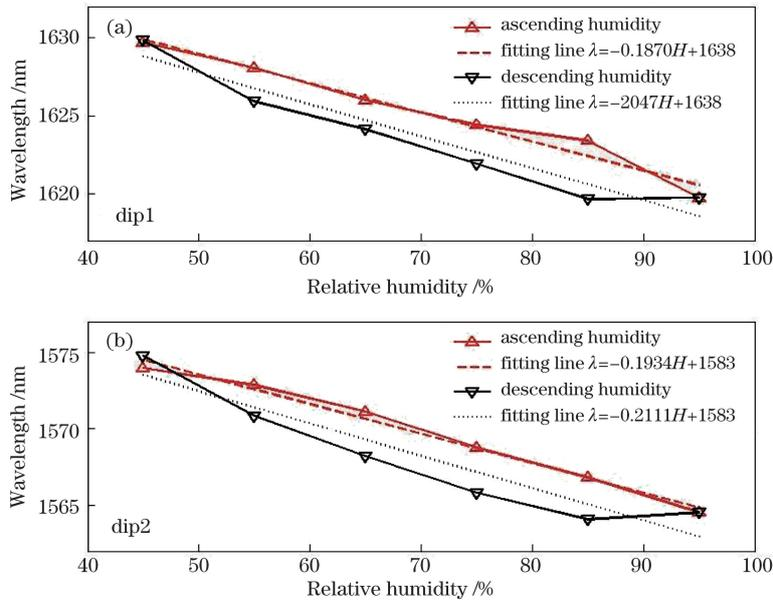 (a)
ascending humidity
fitting line λ=−0.1870H+1638
descending humidity
fitting line λ=−2047H+1638
1630
1625
1620
Wavelength /nm
dip1
40 50 60 70 80 90 100
Relative humidity /%
(b)
ascending humidity
fitting line λ=−0.1934H+1583
descending humidity
fitting line λ=−0.2111H+1583
1575
1570
1565
Wavelength /nm
dip2
40 50 60 70 80 90 100
Relative humidity /%